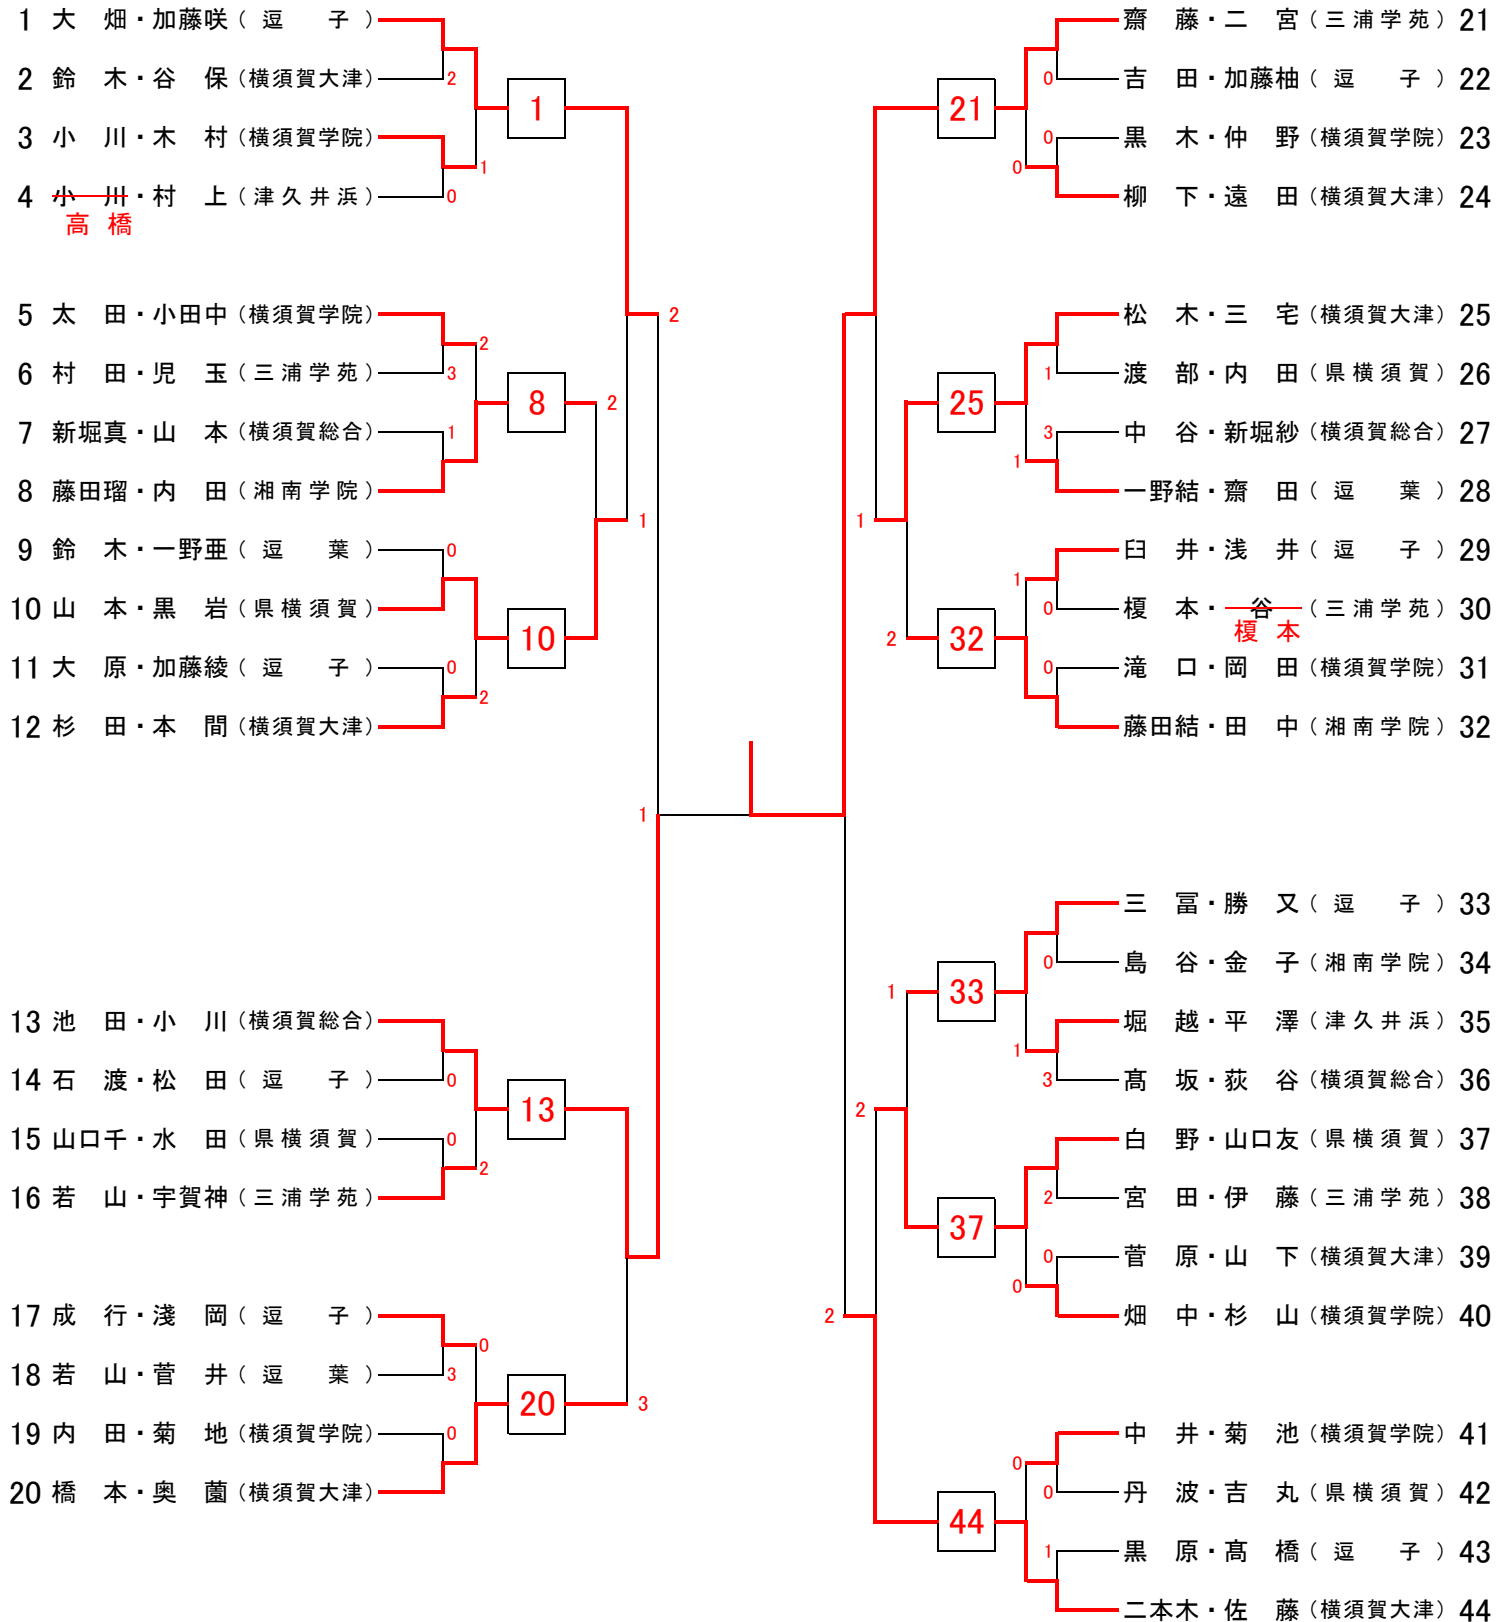 1 大 畑・加藤咲 ( 逗 子 )
2
2 鈴 木・谷 保 (横須賀大津)
1
3 小 川・木 村 (横須賀学院)
1
0
4 小 川・村 上 (津久井浜)
高 橋
5 太 田・小田中 (横須賀学院)
2
6 村 田・児 玉 (三浦学苑)
3
8
2
7 新堀真・山 本 (横須賀総合)
1
8 藤田瑠・内 田 (湘南学院)
1
9 鈴 木・一野亜 ( 逗 葉 )
0
10 山 本・黒 岩 (県横須賀)
10
11 大 原・加藤綾 ( 逗 子 )
0
2
12 杉 田・本 間 (横須賀大津)
2
1
13 池 田・小 川 (横須賀総合)
14 石 渡・松 田 ( 逗 子 )
0
13
15 山口千・水 田 (県横須賀)
0
2
16 若 山・宇賀神 (三浦学苑)
17 成 行・淺 岡 ( 逗 子 )
0
18 若 山・菅 井 ( 逗 葉 )
3
20
3
19 内 田・菊 地 (横須賀学院)
0
20 橋 本・奥 薗 (横須賀大津)
齋 藤・二 宮 (三浦学苑) 21
0
吉 田・加藤柚 ( 逗 子 ) 22
21
0
黒 木・仲 野 (横須賀学院) 23
0
柳 下・遠 田 (横須賀大津) 24
松 木・三 宅 (横須賀大津) 25
1
渡 部・内 田 (県横須賀) 26
25
3
中 谷・新堀紗 (横須賀総合) 27
1
一野結・齋 田 ( 逗 葉 ) 28
1
臼 井・浅 井 ( 逗 子 ) 29
1
0
榎 本・ 谷 (三浦学苑) 30
榎 本
2
32
0
滝 口・岡 田 (横須賀学院) 31
藤田結・田 中 (湘南学院) 32
三 冨・勝 又 ( 逗 子 ) 33
0
島 谷・金 子 (湘南学院) 34
1
33
堀 越・平 澤 (津久井浜) 35
1
3
髙 坂・荻 谷 (横須賀総合) 36
2
白 野・山口友 (県横須賀) 37
2
宮 田・伊 藤 (三浦学苑) 38
37
0
菅 原・山 下 (横須賀大津) 39
0
畑 中・杉 山 (横須賀学院) 40
2
中 井・菊 池 (横須賀学院) 41
0
0
丹 波・吉 丸 (県横須賀) 42
44
1
黒 原・髙 橋 ( 逗 子 ) 43
二本木・佐 藤 (横須賀大津) 44